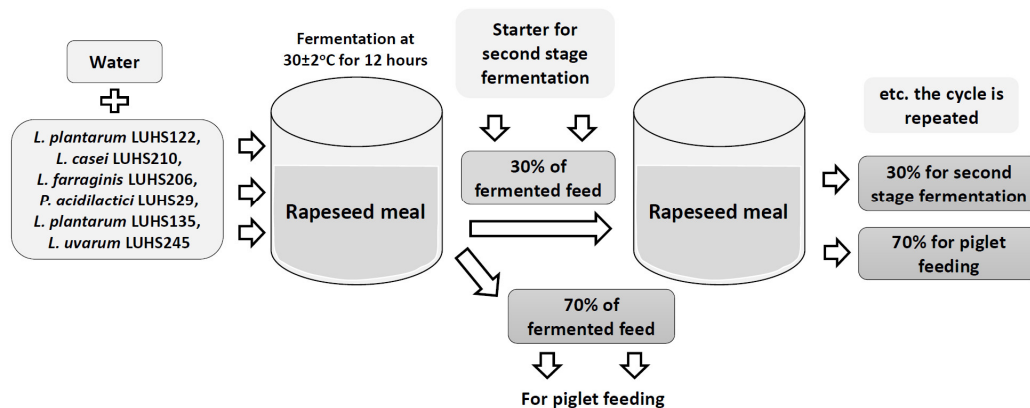 Water
L. plantarum LUHS122,
L. casei LUHS210,
L. farraginis LUHS206,
P. acidilactici LUHS29,
L. plantarum LUHS135,
L. uvarum LUHS245
Fermentation at
30±2°C for 12 hours
Rapeseed meal
Starter for
second stage
fermentation
30% of
fermented feed
70% of
fermented feed
For piglet feeding
Rapeseed meal
etc. the cycle is
repeated
30% for second
stage fermentation
70% for piglet
feeding